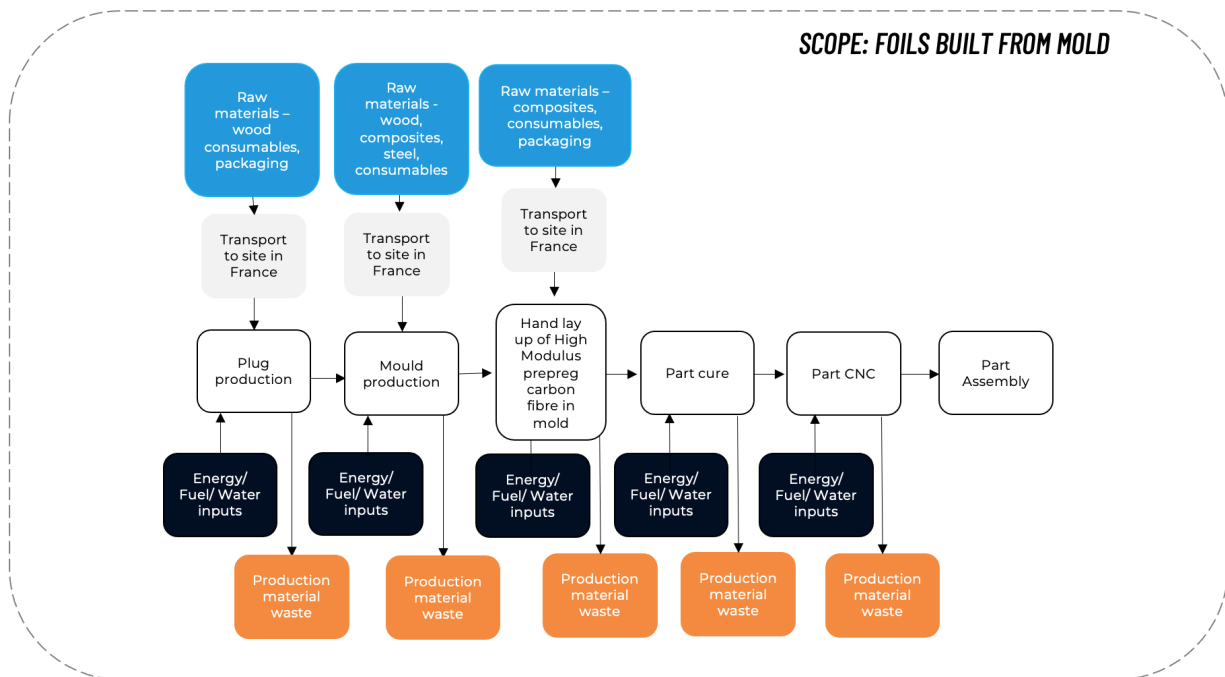 SCOPE: FOILS BUILT FROM MOLD
Raw
materials –
wood
consumables,
packaging
Raw
materials -
wood,
composites,
steel,
consumables
Raw materials –
composites,
consumables,
packaging
Transport
to site in
France
Transport
to site in
France
Transport
to site in
France
Plug
production
Mould
production
Hand lay
up of High
Modulus
prepreg
carbon
fibre in
mold
Part cure
Part CNC
Part
Assembly
Energy/
Fuel/ Water
inputs
Energy/
Fuel/ Water
inputs
Energy/
Fuel/ Water
inputs
Energy/
Fuel/ Water
inputs
Energy/
Fuel/ Water
inputs
Production
material
waste
Production
material
waste
Production
material
waste
Production
material
waste
Production
material
waste